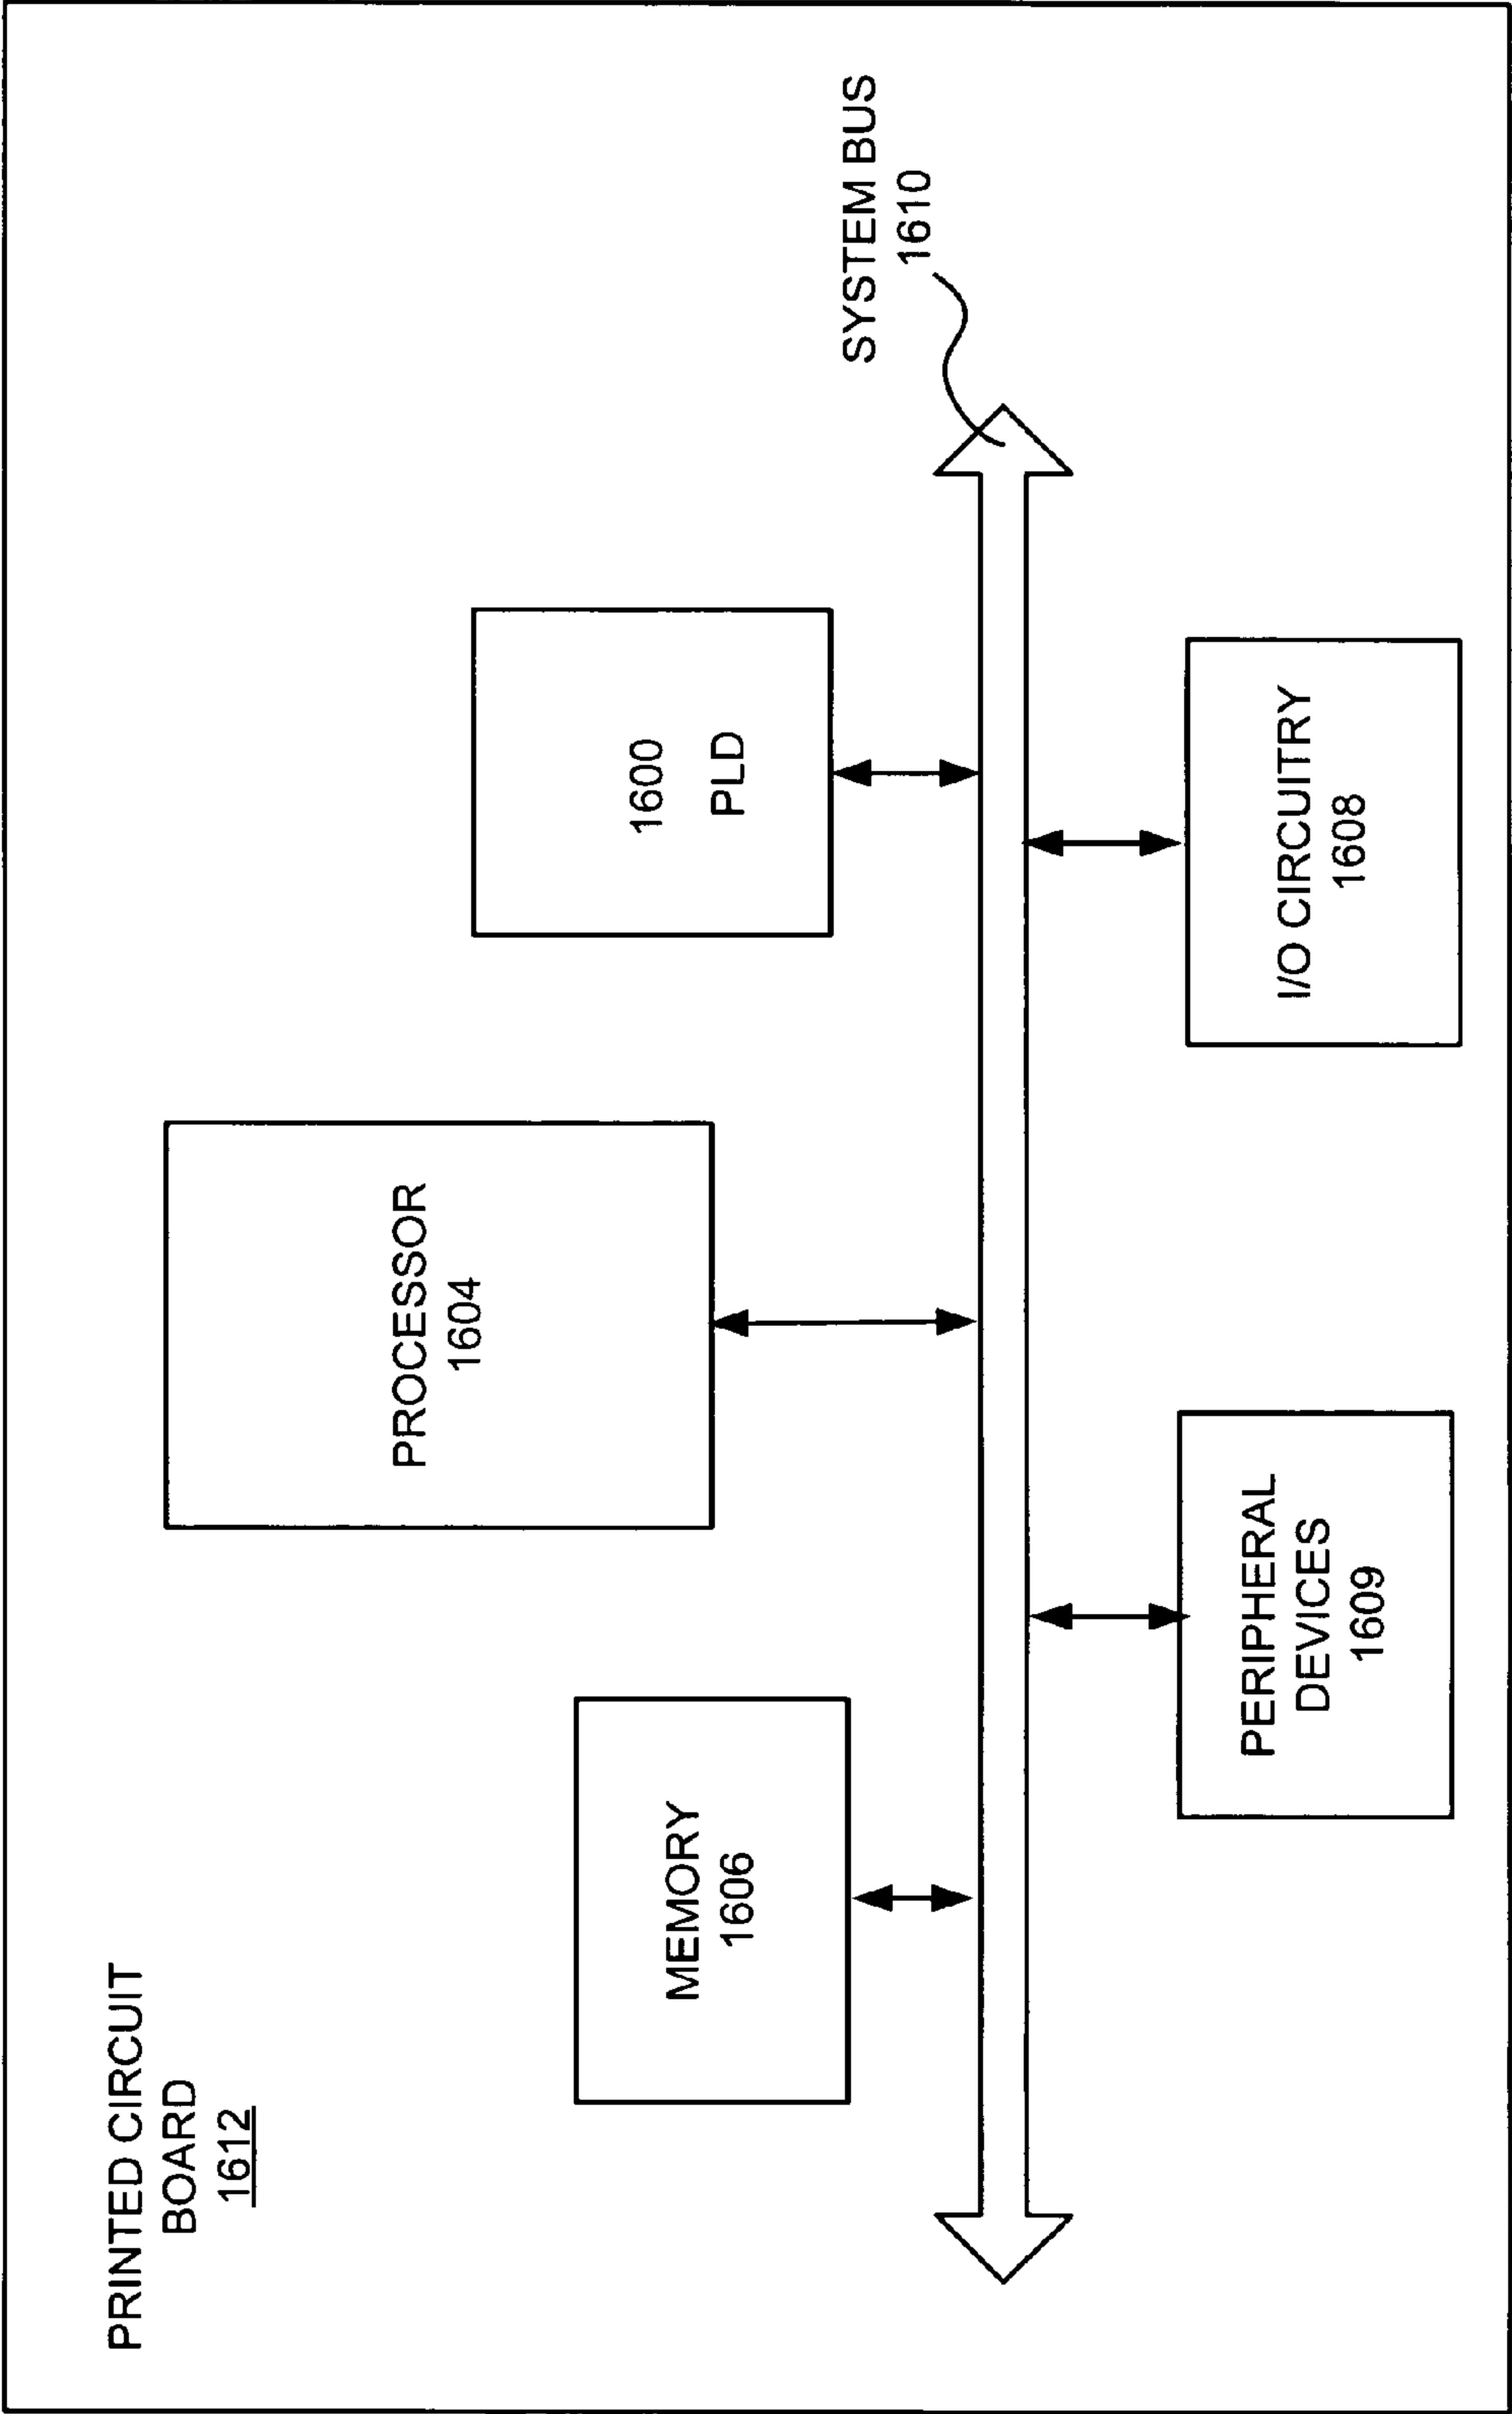 PRINTED CIRCUIT
BOARD
1612
PROCESSOR
1604
MEMORY
1606
1600
PLD
SYSTEM BUS
1610
PERIPHERAL
DEVICES
1609
I/O CIRCUITRY
1608